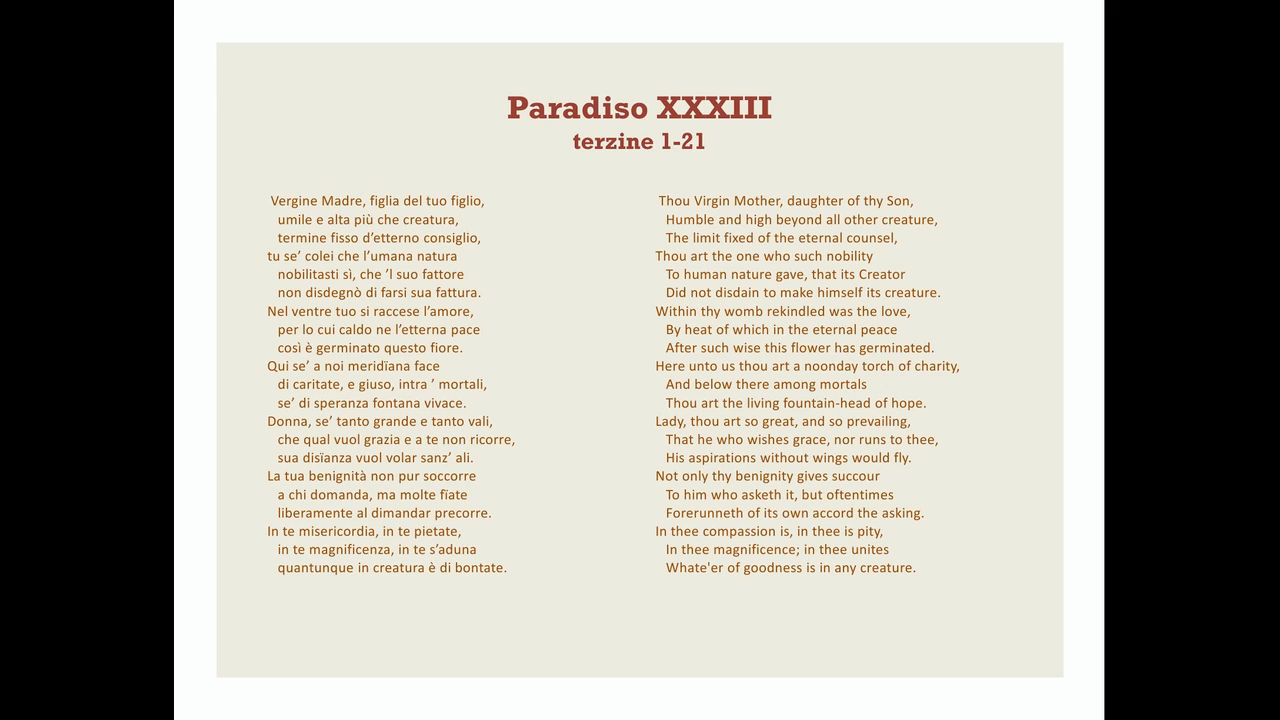 Paradiso XXXIII
terzine 1-21
Vergine Madre, figlia del tuo figlio,
umile e alta più che creatura,
termine fisso d’etterno consiglio,
tu se’ colei che l’umana natura
nobilitasti sì, che ’l suo fattore
non disdegnò di farsi sua fattura.
Nel ventre tuo si raccese l’amore,
per lo cui caldo ne l’etterna pace
così è germinato questo fiore.
Qui se’ a noi meridïana face
di caritate, e giuso, intra ’ mortali,
se’ di speranza fontana vivace.
Donna, se’ tanto grande e tanto vali,
che qual vuol grazia e a te non ricorre,
sua disïanza vuol volar sanz’ ali.
La tua benignità non pur soccorre
a chi domanda, ma molte fïate
liberamente al dimandar precorre.
In te misericordia, in te pietate,
in te magnificenza, in te s’aduna
quantunque in creatura è di bontate.
Thou Virgin Mother, daughter of thy Son,
Humble and high beyond all other creature,
The limit fixed of the eternal counsel,
Thou art the one who such nobility
To human nature gave, that its Creator
Did not disdain to make himself its creature.
Within thy womb rekindled was the love,
By heat of which in the eternal peace
After such wise this flower has germinated.
Here unto us thou art a noonday torch of charity,
And below there among mortals
Thou art the living fountain-head of hope.
Lady, thou art so great, and so prevailing,
That he who wishes grace, nor runs to thee,
His aspirations without wings would fly.
Not only thy benignity gives succour
To him who asketh it, but oftentimes
Forerunneth of its own accord the asking.
In thee compassion is, in thee is pity,
In thee magnificence; in thee unites
Whate'er of goodness is in any creature.